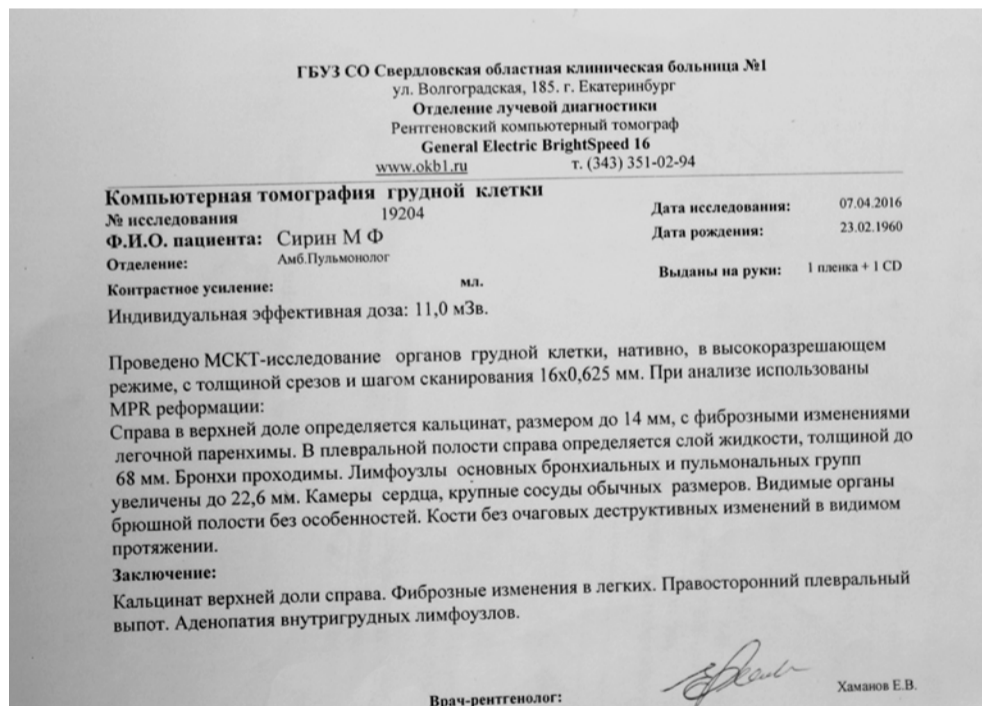 ГБУЗ СО Свердловская областная клиническая больница №1
ул. Волгоградская, 185. г. Екатеринбург
Отделение лучевой диагностики
Рентгеновский компьютерный томограф
General Electric BrightSpeed 16
www.okb1.ru т. (343) 351-02-94
Компьютерная томография грудной клетки
№ исследования 19204 Дата исследования: 07.04.2016
Ф.И.О. пациента: Сирин М Ф Дата рождения: 23.02.1960
Отделение: Амб.Пульмонолог
Контрастное усиление: мл. Выданы на руки: 1 пленка + 1 CD
Индивидуальная эффективная доза: 11,0 мЗв.
Проведено МСКТ-исследование органов грудной клетки, нативно, в высокоразрешающем
режиме, с толщиной срезов и шагом сканирования 16х0,625 мм. При анализе использованы
MPR реформации:
Справа в верхней доле определяется кальцинат, размером до 14 мм, с фиброзными изменениями
легочной паренхимы. В плевральной полости справа определяется слой жидкости, толщиной до
68 мм. Бронхи проходимы. Лимфоузлы основных бронхиальных и пульмональных групп
увеличены до 22,6 мм. Камеры сердца, крупные сосуды обычных размеров. Видимые органы
брюшной полости без особенностей. Кости без очаговых деструктивных изменений в видимом
протяжении.
Заключение:
Кальцинат верхней доли справа. Фиброзные изменения в легких. Правосторонний плевральный
выпот. Аденопатия внутригрудных лимфоузлов.
Врач-рентгенолог: Хаманов Е.В.